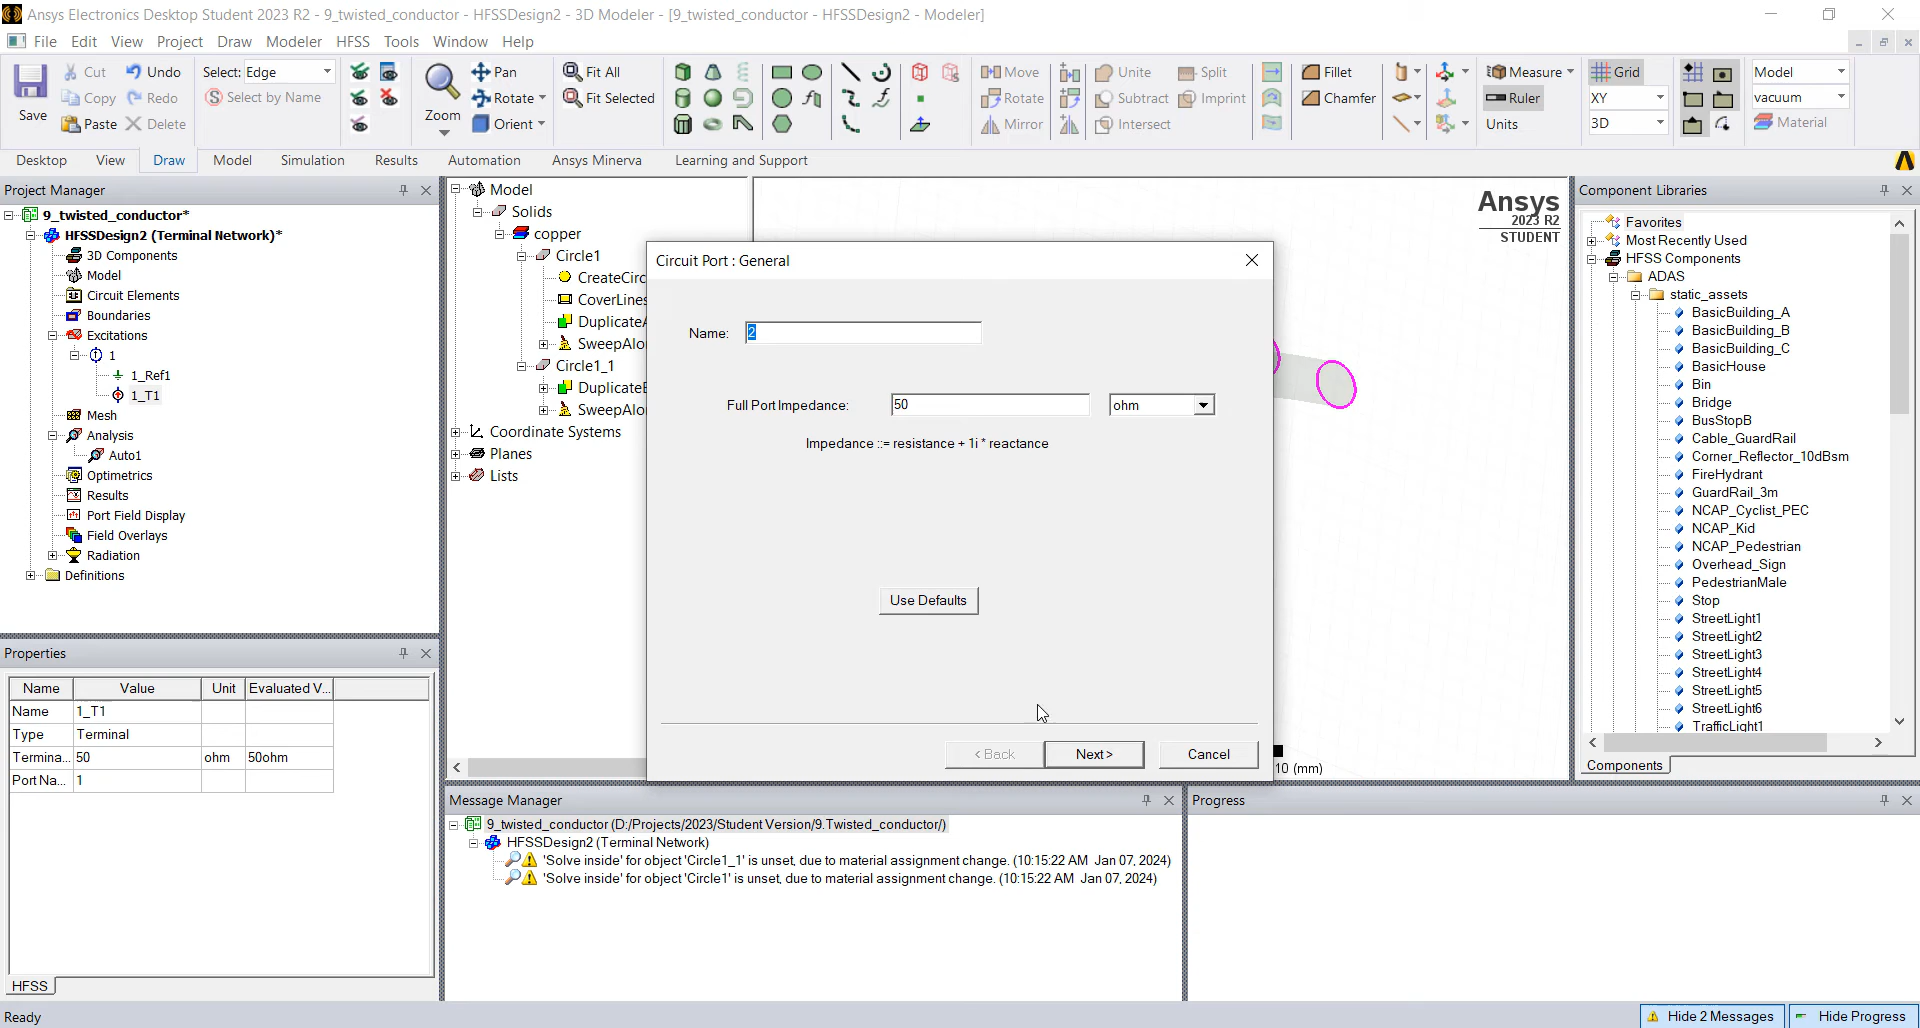 Ansys Electronics Desktop Student 2023 R2 - 9_twisted_conductor - HFSSDesign2 - 3D Modeler - [9_twisted_conductor - HFSSDesign2 - Modeler]
File Edit View Project Draw Modeler HFSS Tools Window Help
Save
Cut Undo
Copy Redo
Paste Delete
Select: Edge
Select by Name
Zoom
Pan
Rotate
Orient
Fit All
Fit Selected
Move
Rotate
Mirror
Unite Split
Subtract Imprint
Intersect
Fillet
Chamfer
Measure
Ruler
Units
Grid
XY
3D
Model
vacuum
Material
Desktop View Draw Model Simulation Results Automation Ansys Minerva Learning and Support
Project Manager
9_twisted_conductor*
HFSSDesign2 (Terminal Network)*
3D Components
Model
Circuit Elements
Boundaries
Excitations
1
1_Ref1
1_T1
Mesh
Analysis
Auto1
Optimetrics
Results
Port Field Display
Field Overlays
Radiation
Definitions
Properties
Name Value Unit Evaluated V...
Name 1_T1
Type Terminal
Termina... 50 ohm 50ohm
Port Na... 1
HFSS
Model
Solids
copper
Circle1
CreateCirc
CoverLines
DuplicateA
SweepAlo
Circle1_1
DuplicateE
SweepAlo
Coordinate Systems
Planes
Lists
Ansys
2023 R2
STUDENT
10 (mm)
Circuit Port : General
Name: 2
Full Port Impedance: 50 ohm
Impedance ::= resistance + 1i * reactance
Use Defaults
< Back Next > Cancel
Component Libraries
Favorites
Most Recently Used
HFSS Components
ADAS
static_assets
BasicBuilding_A
BasicBuilding_B
BasicBuilding_C
BasicHouse
Bin
Bridge
BusStopB
Cable_GuardRail
Corner_Reflector_10dBsm
FireHydrant
GuardRail_3m
NCAP_Cyclist_PEC
NCAP_Kid
NCAP_Pedestrian
Overhead_Sign
PedestrianMale
Stop
StreetLight1
StreetLight2
StreetLight3
StreetLight4
StreetLight5
StreetLight6
TrafficLight1
Components
Message Manager
9_twisted_conductor (D:/Projects/2023/Student Version/9.Twisted_conductor/)
HFSSDesign2 (Terminal Network)
'Solve inside' for object 'Circle1_1' is unset, due to material assignment change. (10:15:22 AM Jan 07, 2024)
'Solve inside' for object 'Circle1' is unset, due to material assignment change. (10:15:22 AM Jan 07, 2024)
Progress
Ready
Hide 2 Messages
Hide Progress